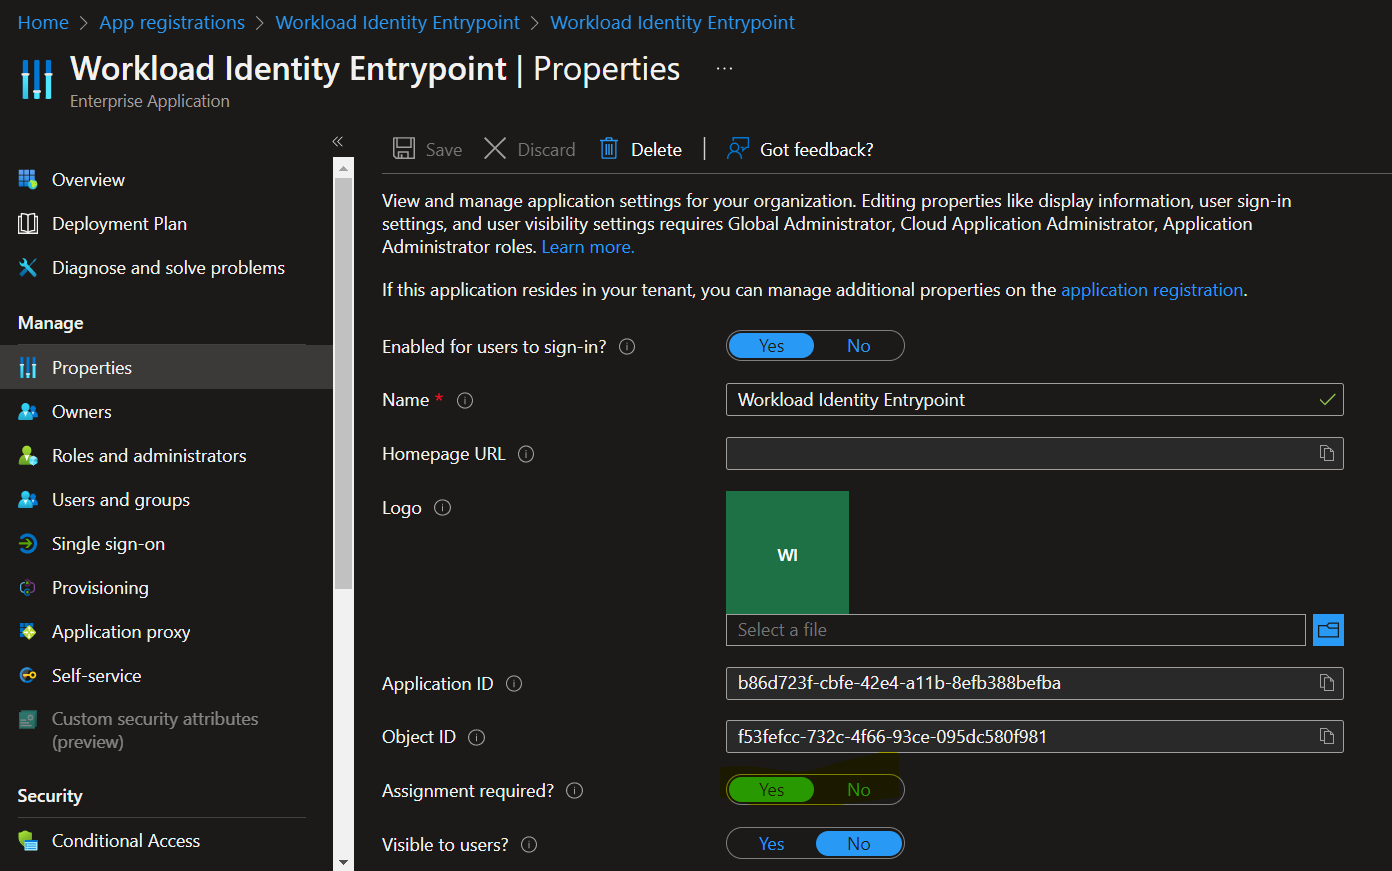 Home > App registrations > Workload Identity Entrypoint > Workload Identity Entrypoint
Workload Identity Entrypoint | Properties ...
Enterprise Application
«
Save Discard Delete | Got feedback?
Overview
Deployment Plan
Diagnose and solve problems
Manage
Properties
Owners
Roles and administrators
Users and groups
Single sign-on
Provisioning
Application proxy
Self-service
Custom security attributes
(preview)
Security
Conditional Access
View and manage application settings for your organization. Editing properties like display information, user sign-in
settings, and user visibility settings requires Global Administrator, Cloud Application Administrator, Application
Administrator roles. Learn more.
If this application resides in your tenant, you can manage additional properties on the application registration.
Enabled for users to sign-in? Yes No
Name * Workload Identity Entrypoint
Homepage URL
Logo
WI
Select a file
Application ID b86d723f-cbfe-42e4-a11b-8efb388befba
Object ID f53fefcc-732c-4f66-93ce-095dc580f981
Assignment required? Yes No
Visible to users? Yes No